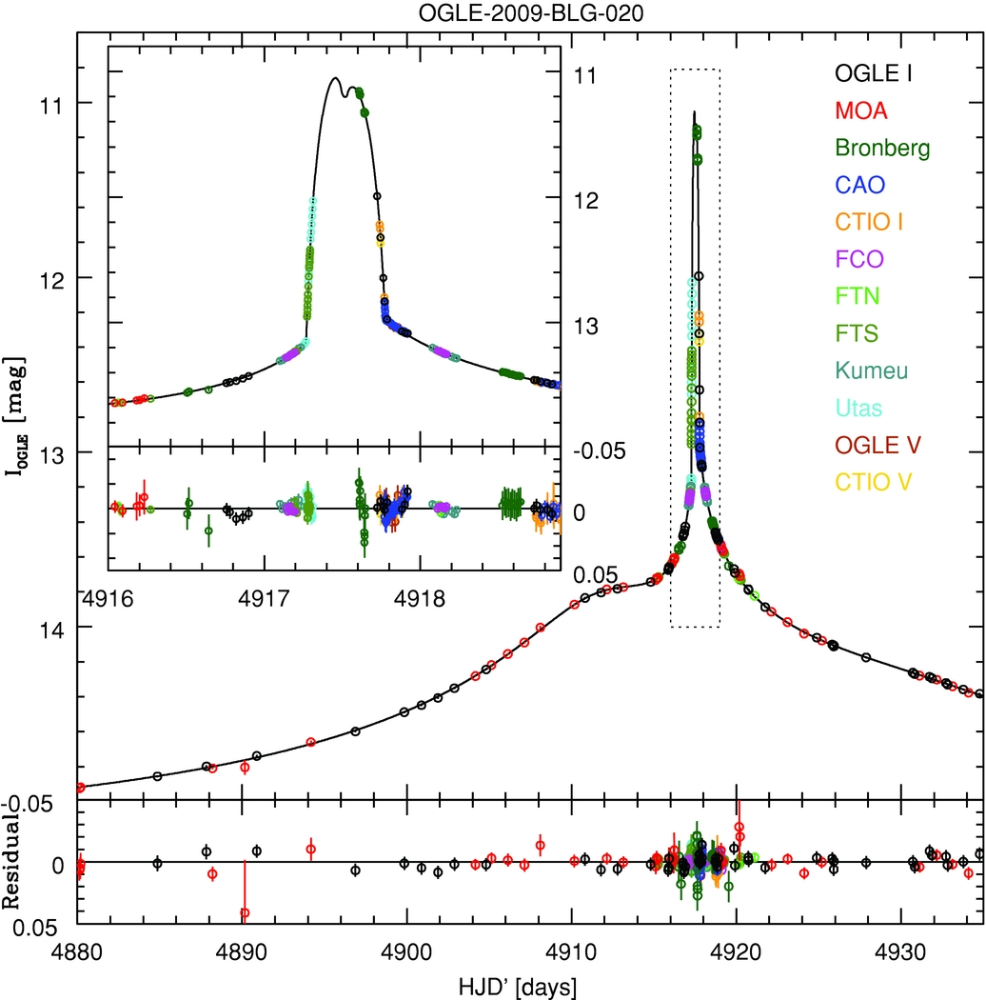 OGLE-2009-BLG-020
11
12
13
14
I_OGLE [mag]
11
12
13
-0.05
0
0.05
4916
4917
4918
OGLE I
MOA
Bronberg
CAO
CTIO I
FCO
FTN
FTS
Kumeu
Utas
OGLE V
CTIO V
-0.05
0
0.05
Residual
4880
4890
4900
4910
4920
4930
HJD' [days]